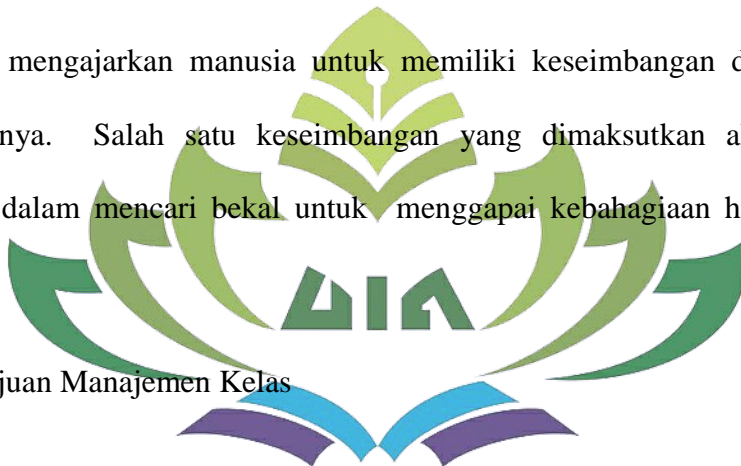 mengajarkan manusia untuk memiliki keseimbangan d
nya. Salah satu keseimbangan yang dimaksutkan a
dalam mencari bekal untuk menggapai kebahagiaan h
UIN
juan Manajemen Kelas